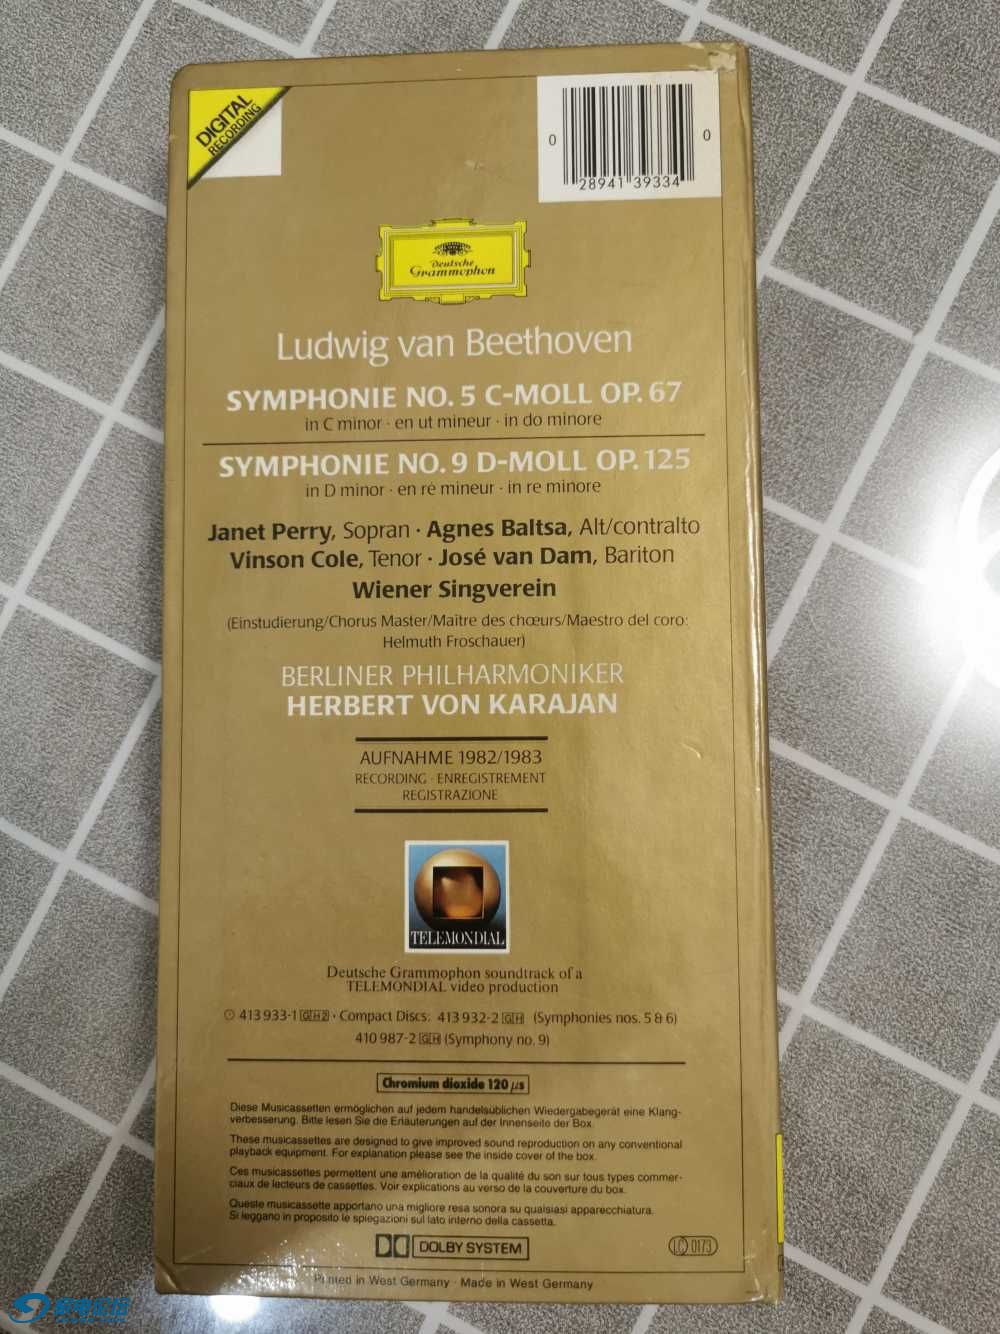 DIGITAL
RECORDING
0 28941 39334 0
Deutsche
Grammophon
Ludwig van Beethoven
SYMPHONIE NO. 5 C-MOLL OP. 67
in C minor · en ut mineur · in do minore
SYMPHONIE NO. 9 D-MOLL OP. 125
in D minor · en ré mineur · in re minore
Janet Perry, Sopran · Agnes Baltsa, Alt/contralto
Vinson Cole, Tenor · José van Dam, Bariton
Wiener Singverein
(Einstudierung/Chorus Master/Maître des chœurs/Maestro del coro:
Helmuth Froschauer)
BERLINER PHILHARMONIKER
HERBERT VON KARAJAN
AUFNAHME 1982/1983
RECORDING · ENREGISTREMENT
REGISTRAZIONE
TELEMONDIAL
Deutsche Grammophon soundtrack of a
TELEMONDIAL video production
413 933-1 GH2 · Compact Discs: 413 932-2 GH (Symphonies nos. 5 & 6)
410 987-2 GH (Symphony no. 9)
Chromium dioxide 120 µs
Diese Musicassetten ermöglichen auf jedem handelsüblichen Wiedergabegerät eine Klang-
verbesserung. Bitte lesen Sie die Erläuterungen auf der Innenseite der Box.
These musicassettes are designed to give improved sound reproduction on any conventional
playback equipment. For explanation please see the inside cover of the box.
Ces musicassettes permettent une amélioration de la qualité du son sur tous types commer-
ciaux de lecteurs de cassettes. Voir explications au verso de la couverture du box.
Queste musicassette apportano una migliore resa sonora su qualsiasi apparecchiatura.
Si leggano in proposito le spiegazioni sul lato interno della cassetta.
DOLBY SYSTEM
LC 0173
Printed in West Germany · Made in West Germany